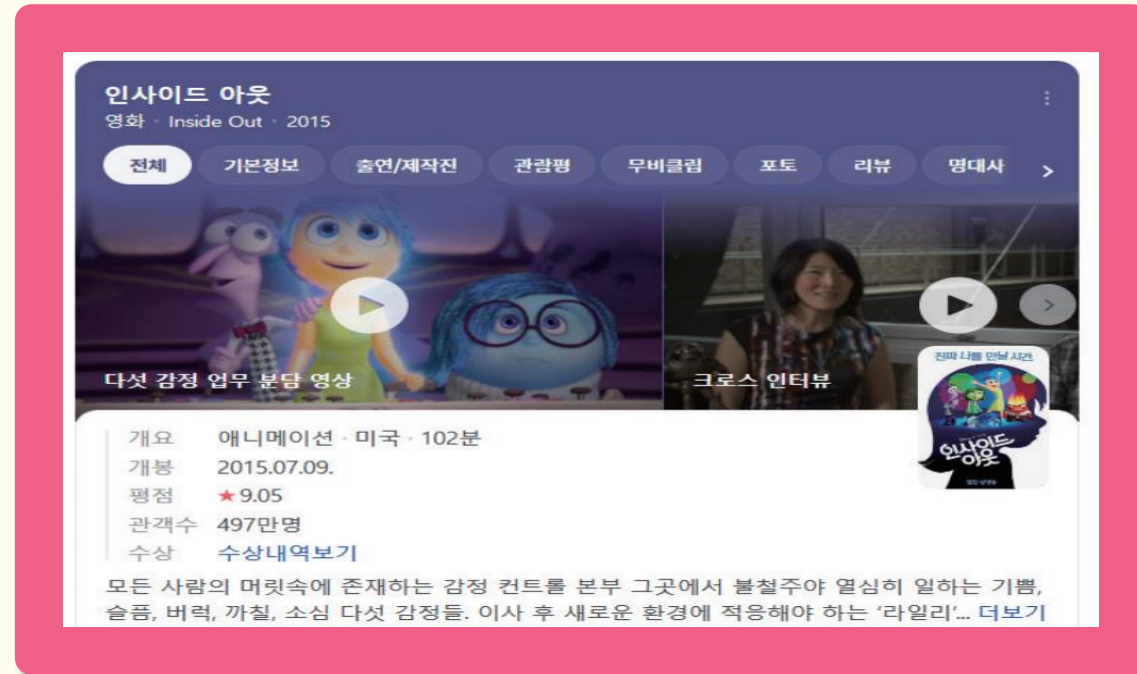 인사이드 아웃
영화 · Inside Out · 2015
전체 기본정보 출연/제작진 관람평 무비클립 포토 리뷰 명대사
다섯 감정 업무 분담 영상
크로스 인터뷰
진짜 나를 만날 시간
인사이드
아웃
개요 애니메이션 · 미국 · 102분
개봉 2015.07.09.
평점 ★9.05
관객수 497만명
수상 수상내역보기
모든 사람의 머릿속에 존재하는 감정 컨트롤 본부 그곳에서 불철주야 열심히 일하는 기쁨,
슬픔, 버럭, 까칠, 소심 다섯 감정들. 이사 후 새로운 환경에 적응해야 하는 ‘라일리’... 더보기